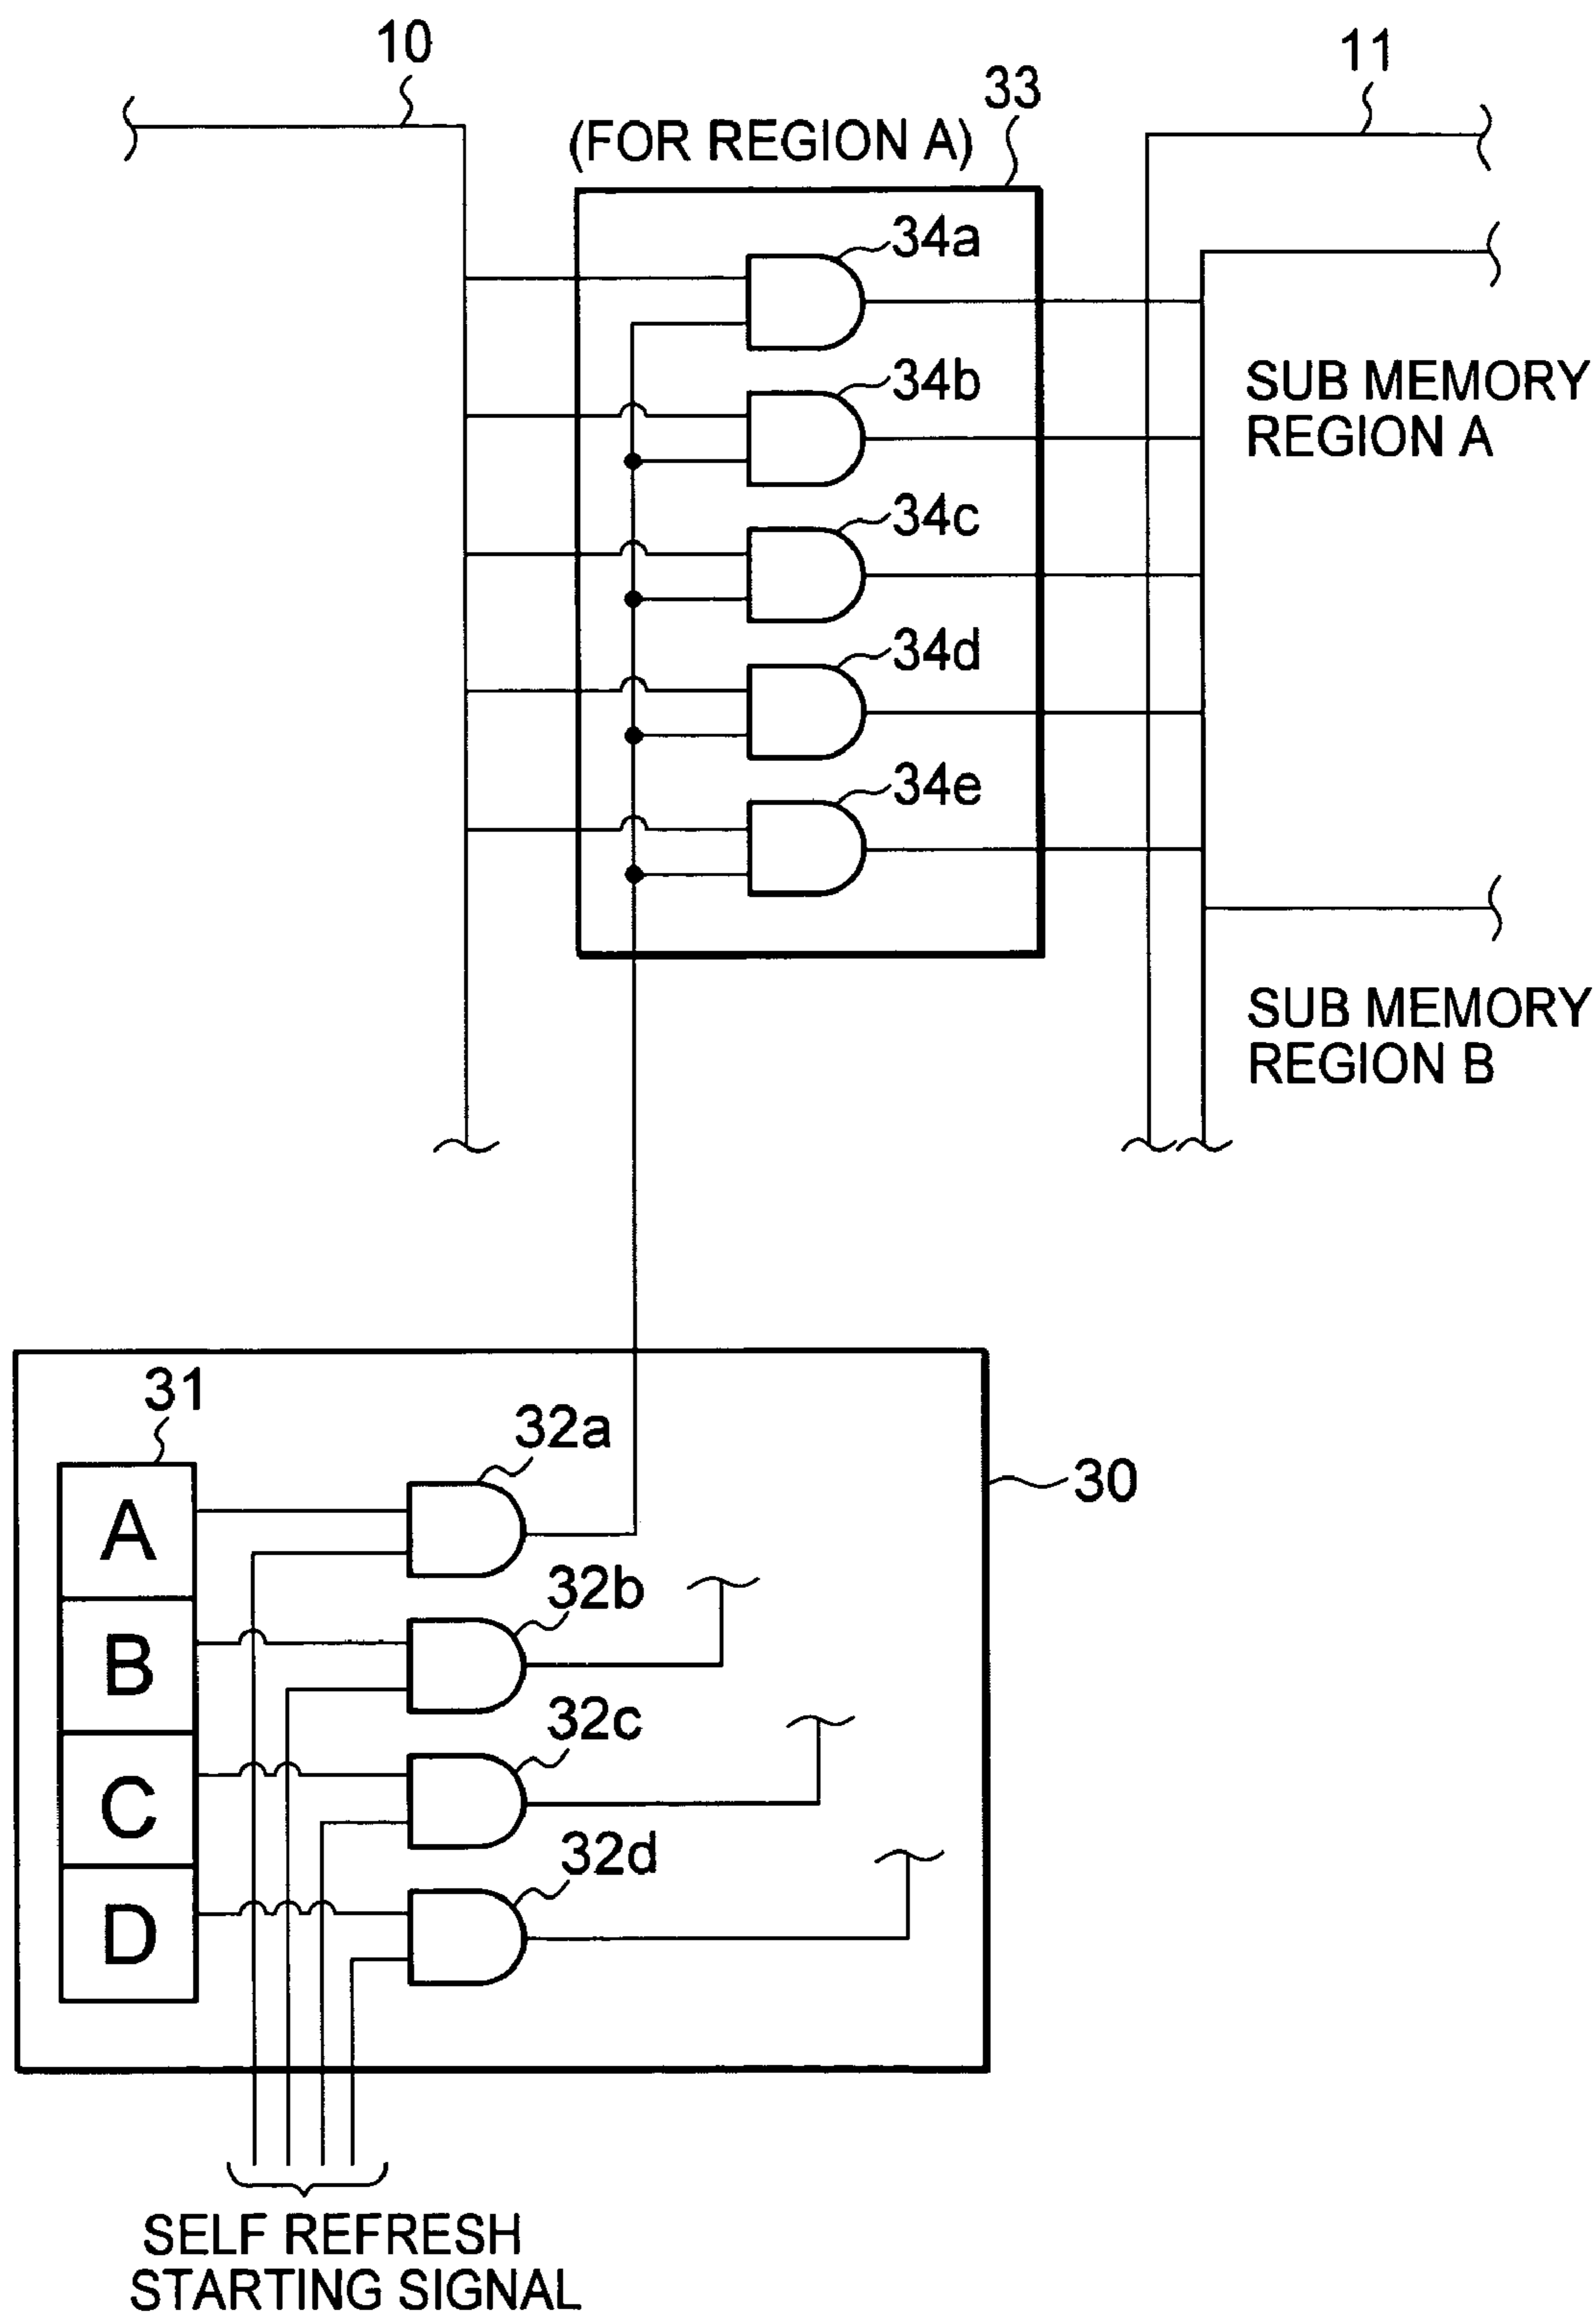 10
11
33
(FOR REGION A)
34a
34b
SUB MEMORY
REGION A
34c
34d
34e
SUB MEMORY
REGION B
31
32a
30
A
32b
B
32c
C
32d
D
SELF REFRESH
STARTING SIGNAL